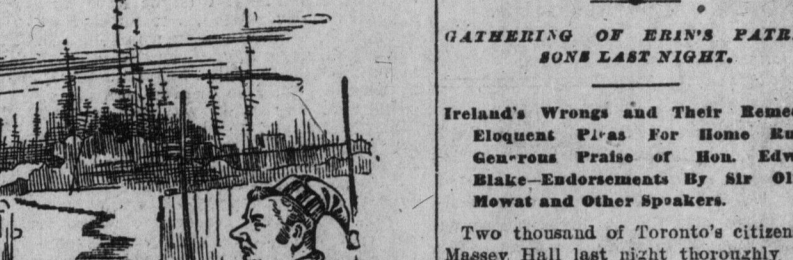 GATHERING OF ERIN'S PATR
SONS LAST NIGHT.
Ireland's Wrongs and Their Reme
Eloquent Pleas For Home Ru
Generous Praise of Hon. Edw
Blake—Endorsements By Sir Ol
Mowat and Other Speakers.
Two thousand of Toronto's citizen
Massey Hall last night thoroughly